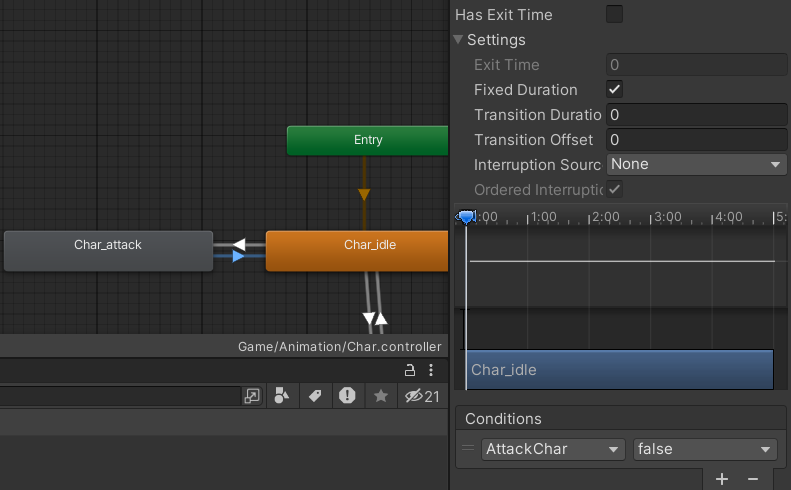 Has Exit Time
Settings
Exit Time 0
Fixed Duration
Transition Duratio 0
Transition Offset 0
Interruption Sourc None
Ordered Interruptic
:00 1:00 2:00 3:00 4:00 5:
Char_idle
Conditions
AttackChar false
Entry
Char_attack Char_idle
Game/Animation/Char.controller
21